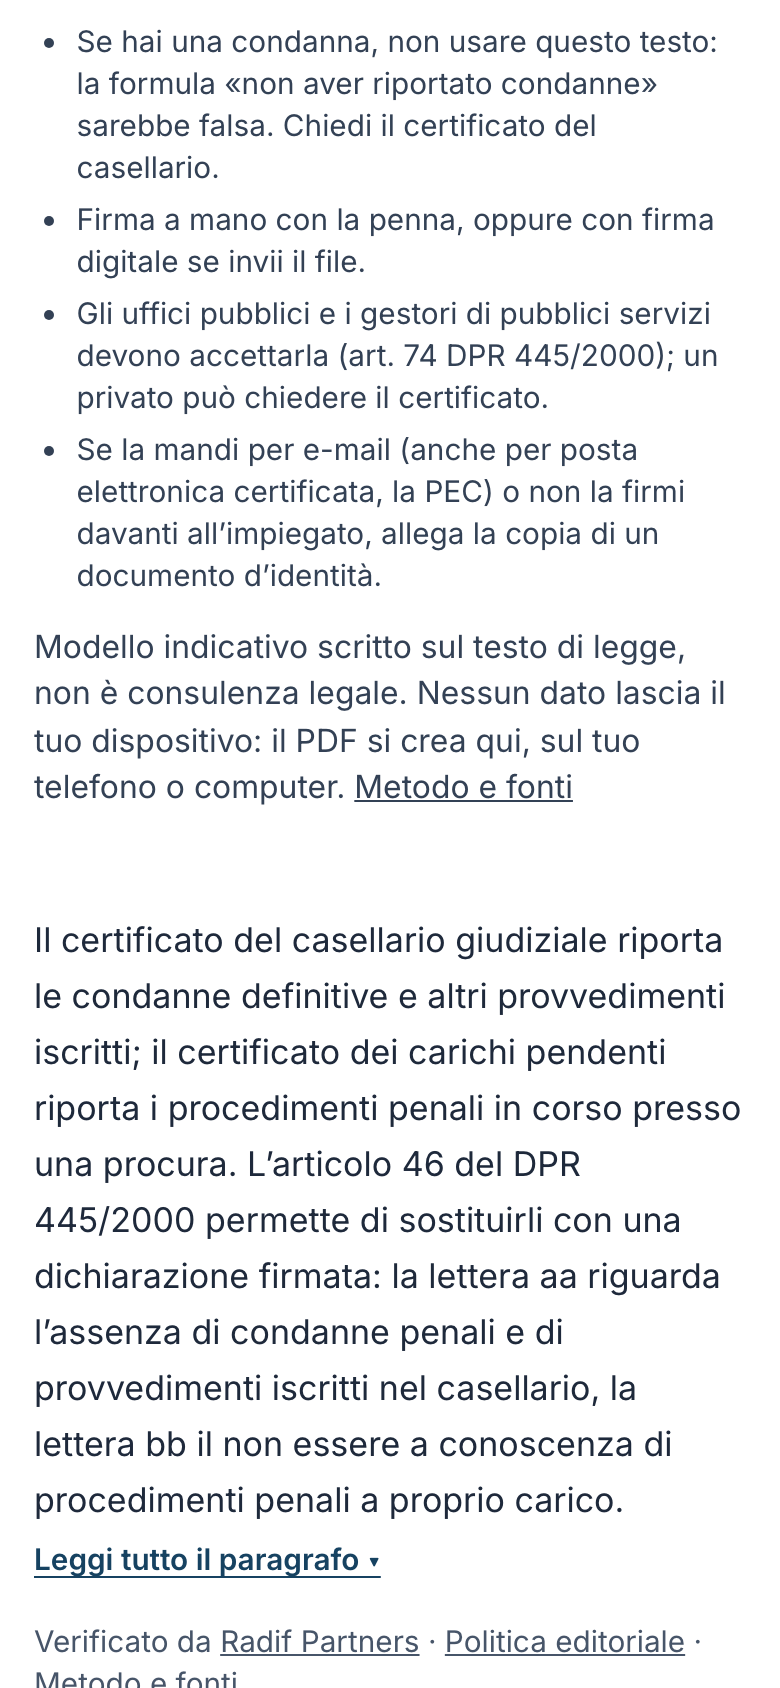 • Se hai una condanna, non usare questo testo:
la formula «non aver riportato condanne»
sarebbe falsa. Chiedi il certificato del
casellario.
• Firma a mano con la penna, oppure con firma
digitale se invii il file.
• Gli uffici pubblici e i gestori di pubblici servizi
devono accettarla (art. 74 DPR 445/2000); un
privato può chiedere il certificato.
• Se la mandi per e-mail (anche per posta
elettronica certificata, la PEC) o non la firmi
davanti all’impiegato, allega la copia di un
documento d’identità.
Modello indicativo scritto sul testo di legge,
non è consulenza legale. Nessun dato lascia il
tuo dispositivo: il PDF si crea qui, sul tuo
telefono o computer. Metodo e fonti
Il certificato del casellario giudiziale riporta
le condanne definitive e altri provvedimenti
iscritti; il certificato dei carichi pendenti
riporta i procedimenti penali in corso presso
una procura. L’articolo 46 del DPR
445/2000 permette di sostituirli con una
dichiarazione firmata: la lettera aa riguarda
l’assenza di condanne penali e di
provvedimenti iscritti nel casellario, la
lettera bb il non essere a conoscenza di
procedimenti penali a proprio carico.
Leggi tutto il paragrafo ▾
Verificato da Radif Partners · Politica editoriale ·
Metodo e fonti